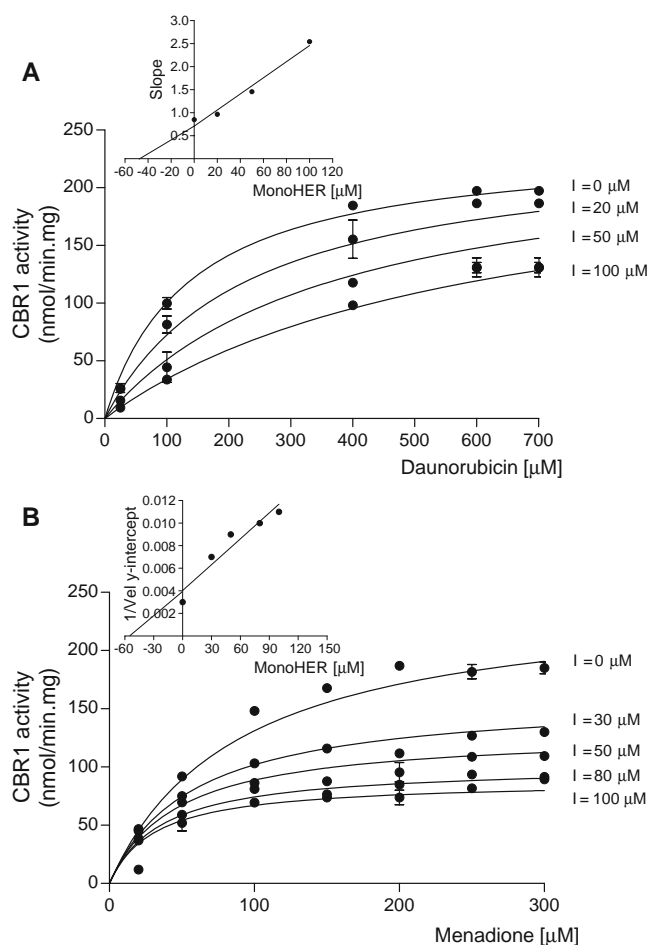 A
Slope
3.0
2.5
2.0
1.5
1.0
0.5
-60 -40 -20 0 20 40 60 80 100 120
MonoHER [μM]
CBR1 activity
(nmol/min.mg)
250
200
150
100
50
0
I = 0 μM
I = 20 μM
I = 50 μM
I = 100 μM
0 100 200 300 400 500 600 700
Daunorubicin [μM]
B
1/Vel y-intercept
0.012
0.010
0.008
0.006
0.004
0.002
-60 -30 0 30 60 90 120 150
MonoHER [μM]
CBR1 activity
(nmol/min.mg)
250
200
150
100
50
0
I = 0 μM
I = 30 μM
I = 50 μM
I = 80 μM
I = 100 μM
0 100 200 300
Menadione [μM]